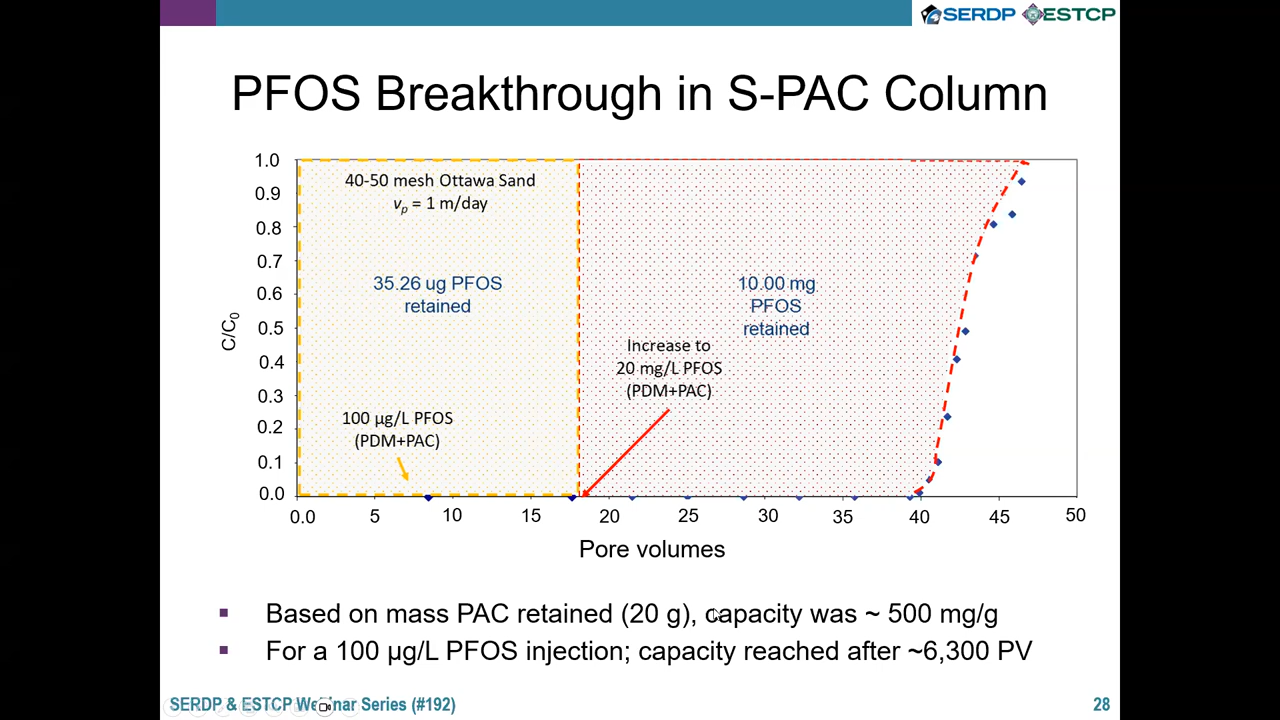 SERDP ESTCP
PFOS Breakthrough in S-PAC Column
1.0
0.9
0.8
0.7
0.6
0.5
0.4
0.3
0.2
0.1
0.0
C/C0
40-50 mesh Ottawa Sand
vp = 1 m/day
35.26 ug PFOS
retained
10.00 mg
PFOS
retained
Increase to
20 mg/L PFOS
(PDM+PAC)
100 µg/L PFOS
(PDM+PAC)
0.0 5 10 15 20 25 30 35 40 45 50
Pore volumes
▪ Based on mass PAC retained (20 g), capacity was ~ 500 mg/g
▪ For a 100 µg/L PFOS injection; capacity reached after ~6,300 PV
SERDP & ESTCP Webinar Series (#192)
28